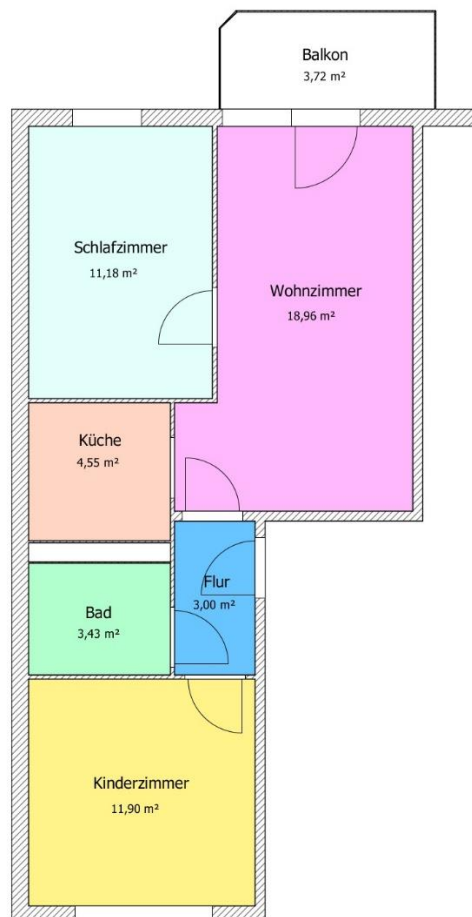 Balkon
3,72 m²
Schlafzimmer
11,18 m²
Wohnzimmer
18,96 m²
Küche
4,55 m²
Flur
3,00 m²
Bad
3,43 m²
Kinderzimmer
11,90 m²